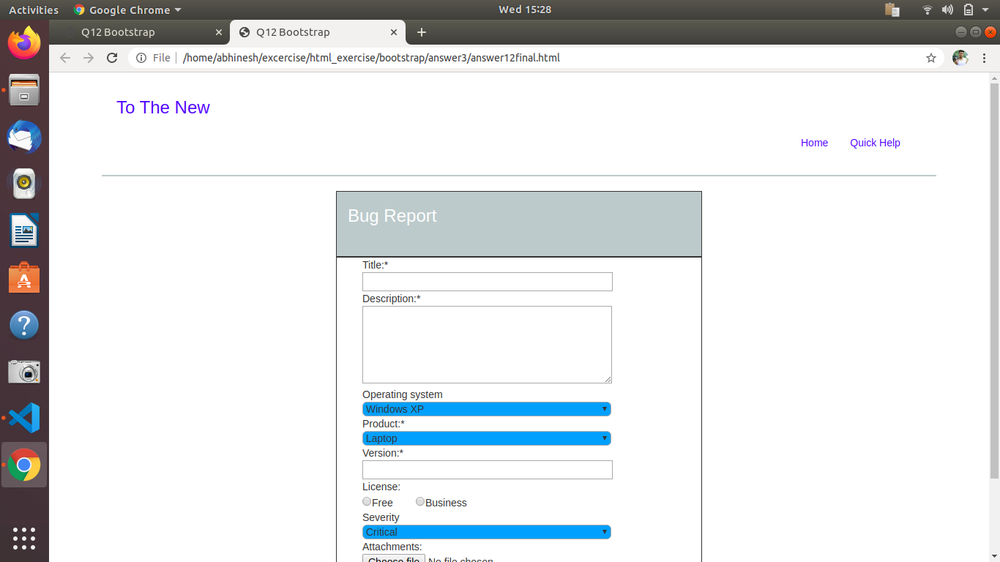 Activities Google Chrome Wed 15:28
Q12 Bootstrap Q12 Bootstrap
File /home/abhinesh/excercise/html_exercise/bootstrap/answer3/answer12final.html
To The New
Home Quick Help
Bug Report
Title:*
Description:*
Operating system
Windows XP
Product:*
Laptop
Version:*
License:
Free Business
Severity
Critical
Attachments:
Choose file No file chosen